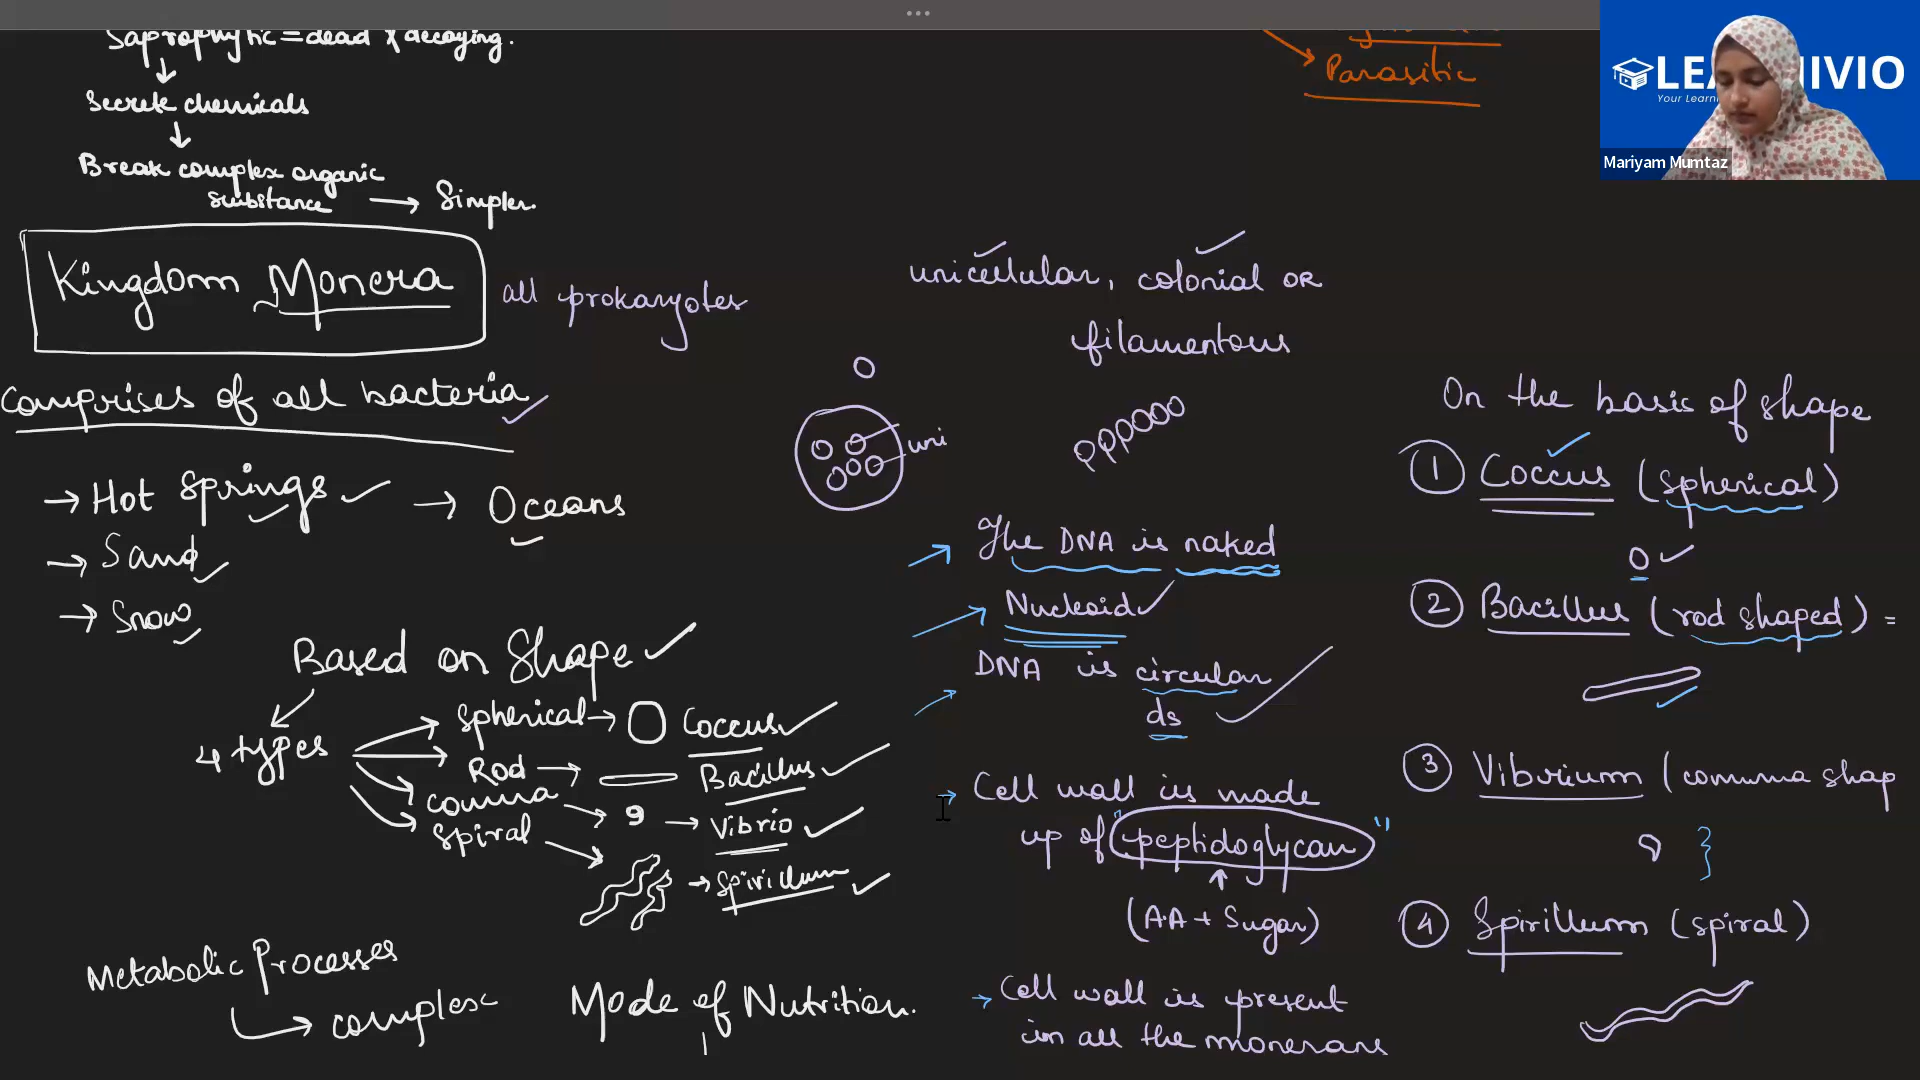 Saprophytic = dead & decaying.
↓
Secrete chemicals
↓
Break complex organic
substance → Simpler.
Parasitic
LEA NIVIO
Your Learn
Mariyam Mumtaz
Kingdom Monera
all prokaryotes
comprises of all bacteria
→ Hot Springs → Oceans
→ Sand
→ Snow
Based on Shape
4 types
Spherical → Coccus
Rod → Bacillus
comma → → Vibrio
Spiral → Spirillum
Metabolic Processes
complex
Mode of Nutrition.
unicellular, colonial or
filamentous
uni
→ The DNA is naked
→ Nucleoid
→ DNA is circular
ds
→ Cell wall is made
up of "peptidoglycan"
↑
(A.A + Sugar)
→ Cell wall is present
in all the monerans
On the basis of shape
① Coccus (spherical)
② Bacillus (rod shaped) =
③ Vibrium (comma shap
④ Spirillum (spiral)